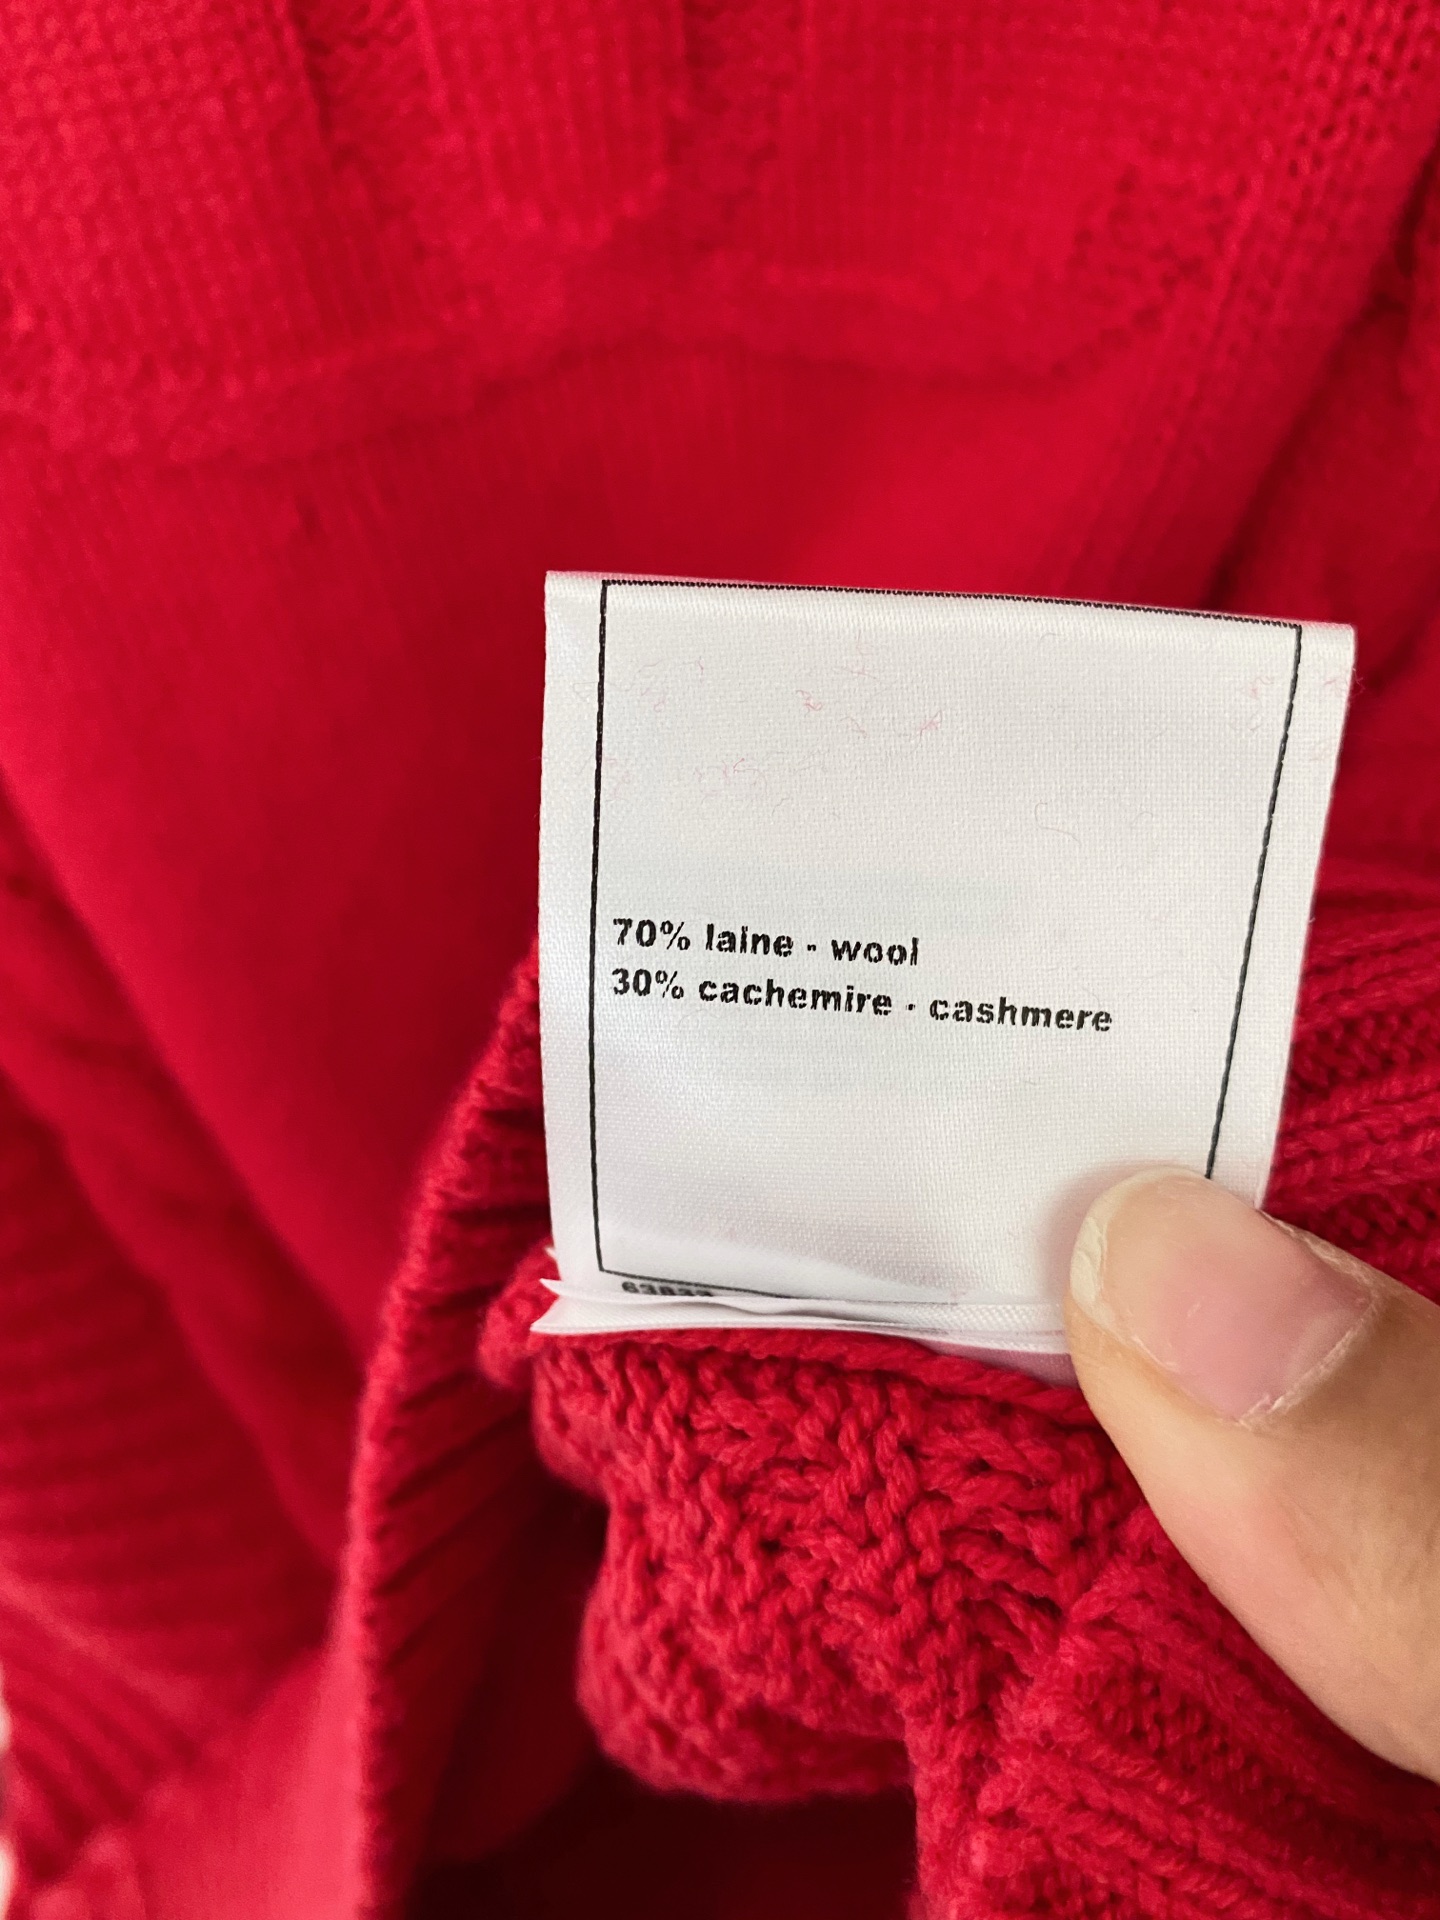 70% laine - wool
30% cachemire - cashmere